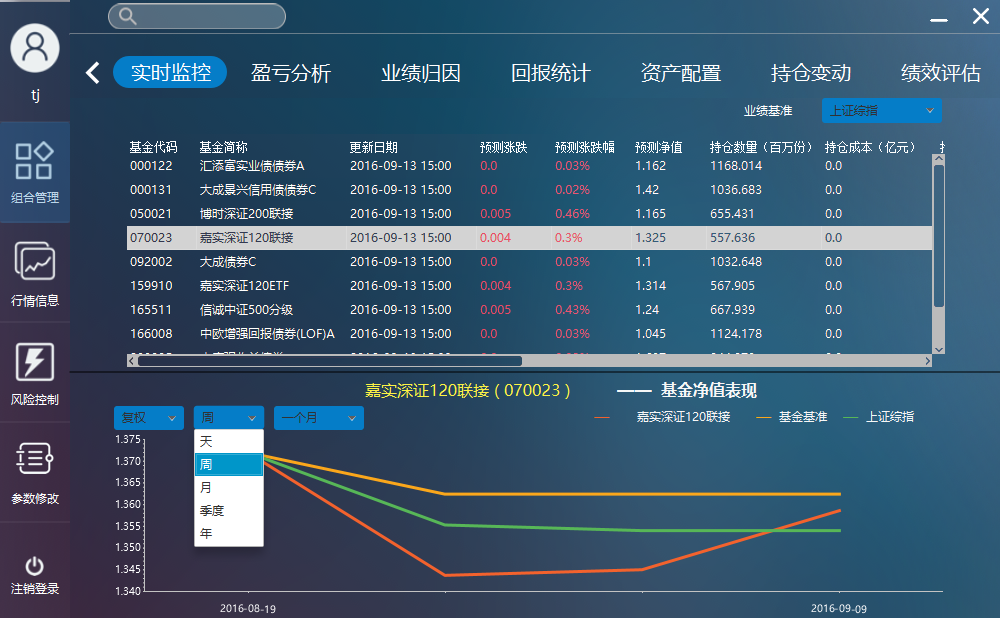 tj
组合管理
行情信息
风险控制
参数修改
注销登录
实时监控 盈亏分析 业绩归因 回报统计 资产配置 持仓变动 绩效评估
业绩基准 上证综指
基金代码 基金简称 更新日期 预测涨跌 预测涨跌幅 预测净值 持仓数量（百万份） 持仓成本（亿元）
000122 汇添富实业债债券A 2016-09-13 15:00 0.0 0.03% 1.162 1168.014 0.0
000131 大成景兴信用债债券C 2016-09-13 15:00 0.0 0.02% 1.42 1036.683 0.0
050021 博时深证200联接 2016-09-13 15:00 0.005 0.46% 1.165 655.431 0.0
070023 嘉实深证120联接 2016-09-13 15:00 0.004 0.3% 1.325 557.636 0.0
092002 大成债券C 2016-09-13 15:00 0.0 0.03% 1.1 1032.648 0.0
159910 嘉实深证120ETF 2016-09-13 15:00 0.004 0.3% 1.314 567.905 0.0
165511 信诚中证500分级 2016-09-13 15:00 0.005 0.43% 1.24 667.939 0.0
166008 中欧增强回报债券(LOF)A 2016-09-13 15:00 0.0 0.03% 1.045 1124.178 0.0
嘉实深证120联接（070023） —— 基金净值表现
复权 周 一个月
嘉实深证120联接 基金基准 上证综指
天
周
月
季度
年
1.375
1.370
1.365
1.360
1.355
1.350
1.345
1.340
2016-08-19 2016-09-09